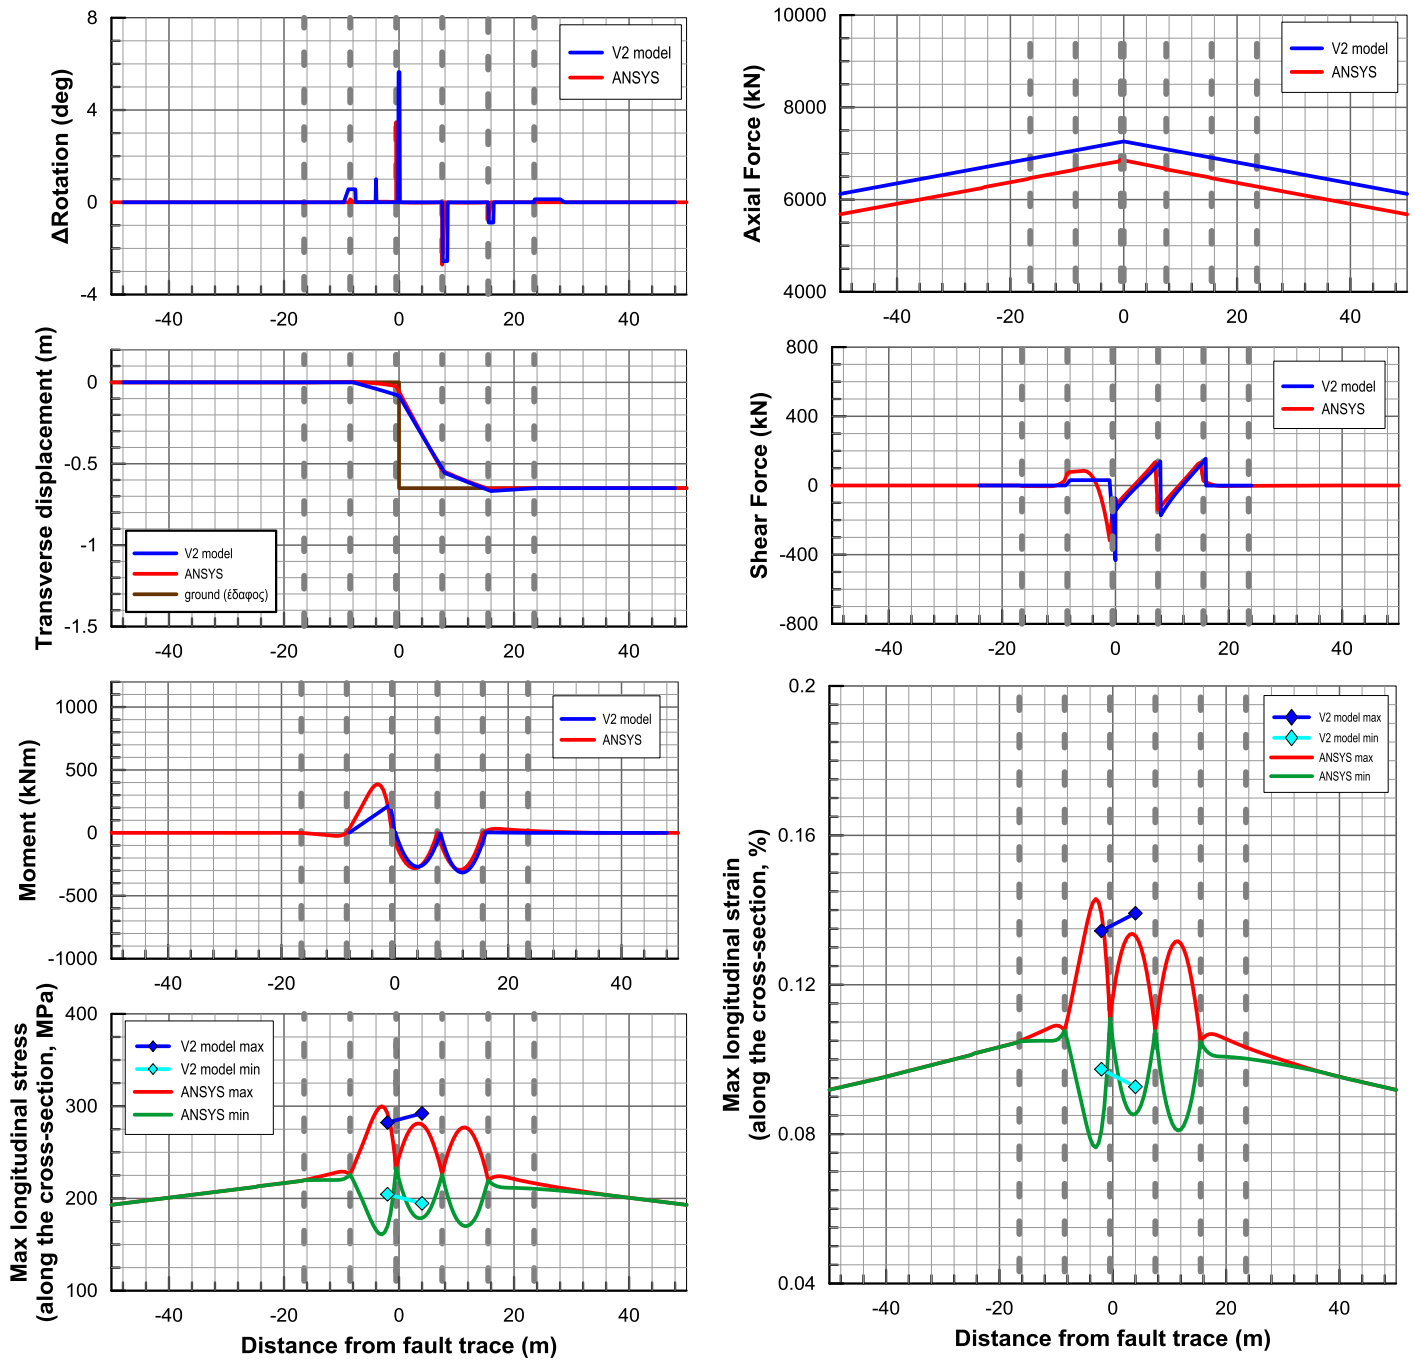 ΔRotation (deg)
8
4
0
-4
-40
-20
0
20
40
V2 model
ANSYS
Axial Force (kN)
10000
8000
6000
4000
-40
-20
0
20
40
V2 model
ANSYS
Transverse displacement (m)
0
-0.5
-1
-1.5
-40
-20
0
20
40
V2 model
ANSYS
ground (έδαφος)
Shear Force (kN)
800
400
0
-400
-800
-40
-20
0
20
40
V2 model
ANSYS
Moment (kNm)
1000
500
0
-500
-1000
-40
-20
0
20
40
V2 model
ANSYS
Max longitudinal stress
(along the cross-section, MPa)
400
300
200
100
-40
-20
0
20
40
V2 model max
V2 model min
ANSYS max
ANSYS min
Distance from fault trace (m)
Max longitudinal strain
(along the cross-section, %)
0.2
0.16
0.12
0.08
0.04
-40
-20
0
20
40
V2 model max
V2 model min
ANSYS max
ANSYS min
Distance from fault trace (m)